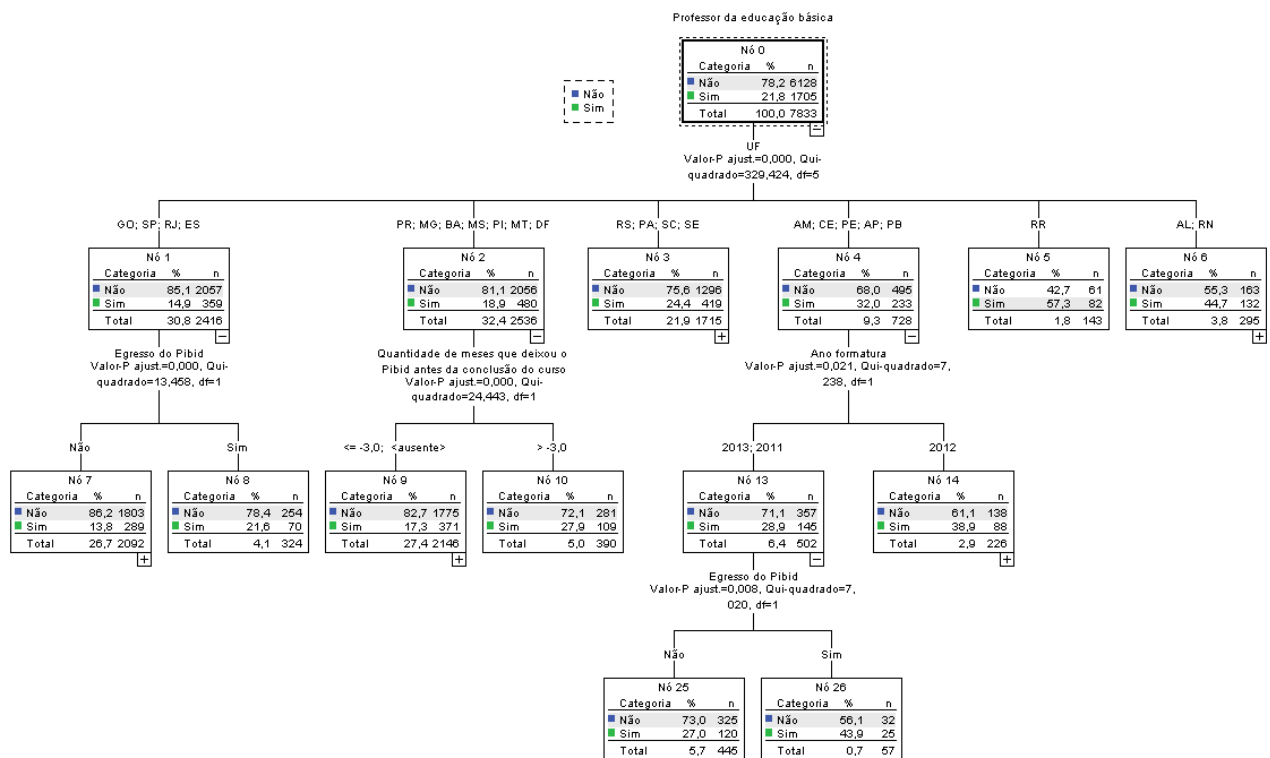 Professor da educação básica
Nó 0
Categoria % n
Não 78,2 6128
Sim 21,8 1705
Total 100,0 7833
Não
Sim
UF
Valor-P ajust.=0,000, Qui-
quadrado=329,424, df=5
GO; SP; RJ; ES
PR; MG; BA; MS; PI; MT; DF
RS; PA; SC; SE
AM; CE; PE; AP; PB
RR
AL; RN
Nó 1
Categoria % n
Não 85,1 2057
Sim 14,9 359
Total 30,8 2416
Nó 2
Categoria % n
Não 81,1 2056
Sim 18,9 480
Total 32,4 2536
Nó 3
Categoria % n
Não 75,6 1296
Sim 24,4 419
Total 21,9 1715
Nó 4
Categoria % n
Não 68,0 495
Sim 32,0 233
Total 9,3 728
Nó 5
Categoria % n
Não 42,7 61
Sim 57,3 82
Total 1,8 143
Nó 6
Categoria % n
Não 55,3 163
Sim 44,7 132
Total 3,8 295
Egresso do Pibid
Valor-P ajust.=0,000, Qui-
quadrado=13,458, df=1
Quantidade de meses que deixou o
Pibid antes da conclusão do curso
Valor-P ajust.=0,000, Qui-
quadrado=24,443, df=1
Ano formatura
Valor-P ajust.=0,021, Qui-quadrado=7,
238, df=1
Não
Sim
<= -3,0; <ausente>
> -3,0
2013; 2011
2012
Nó 7
Categoria % n
Não 86,2 1803
Sim 13,8 289
Total 26,7 2092
Nó 8
Categoria % n
Não 78,4 254
Sim 21,6 70
Total 4,1 324
Nó 9
Categoria % n
Não 82,7 1775
Sim 17,3 371
Total 27,4 2146
Nó 10
Categoria % n
Não 72,1 281
Sim 27,9 109
Total 5,0 390
Nó 13
Categoria % n
Não 71,1 357
Sim 28,9 145
Total 6,4 502
Nó 14
Categoria % n
Não 61,1 138
Sim 38,9 88
Total 2,9 226
Egresso do Pibid
Valor-P ajust.=0,008, Qui-quadrado=7,
020, df=1
Não
Sim
Nó 25
Categoria % n
Não 73,0 325
Sim 27,0 120
Total 5,7 445
Nó 26
Categoria % n
Não 56,1 32
Sim 43,9 25
Total 0,7 57